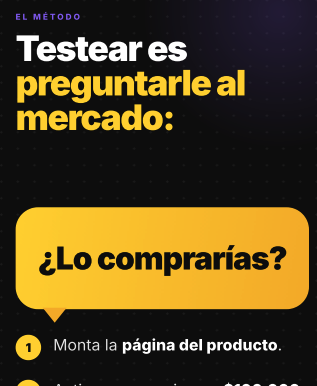 EL MÉTODO
Testear es
preguntarle al
mercado:
¿Lo comprarías?
1 Monta la página del producto.